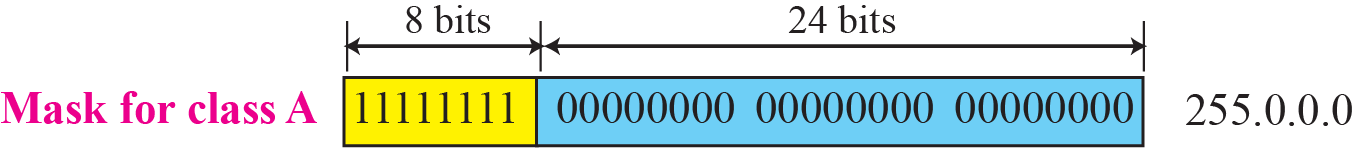 8 bits 24 bits
Mask for class A 11111111 00000000 00000000 00000000 255.0.0.0